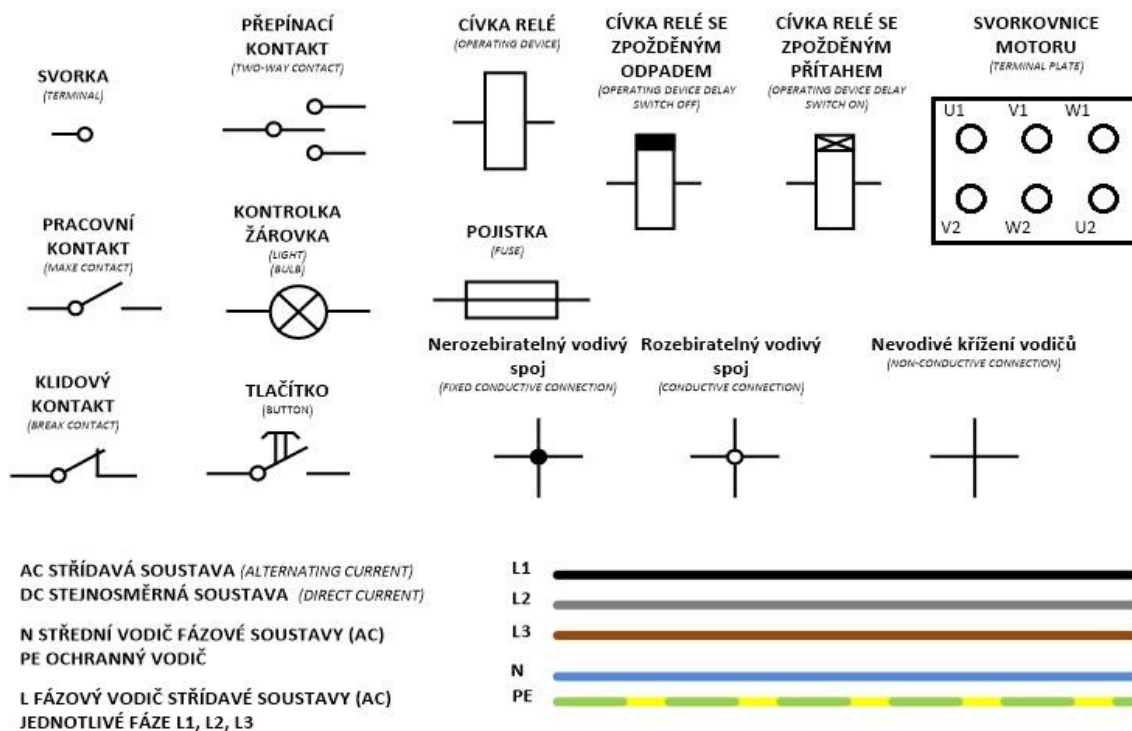 SVORKA
(TERMINAL)
PŘEPÍNACÍ
KONTAKT
(TWO-WAY CONTACT)
CÍVKA RELÉ
(OPERATING DEVICE)
CÍVKA RELÉ SE
ZPOŽDĚNÝM
ODPADEM
(OPERATING DEVICE DELAY
SWITCH OFF)
CÍVKA RELÉ SE
ZPOŽDĚNÝM
PŘÍTAHEM
(OPERATING DEVICE DELAY
SWITCH ON)
SVORKOVNICE
MOTORU
(TERMINAL PLATE)
U1 V1 W1
V2 W2 U2
PRACOVNÍ
KONTAKT
(MAKE CONTACT)
KONTROLKA
ŽÁROVKA
(LIGHT)
(BULB)
POJISTKA
(FUSE)
KLIDOVÝ
KONTAKT
(BREAK CONTACT)
TLAČÍTKO
(BUTTON)
Nerozebiratelný vodivý
spoj
(FIXED CONDUCTIVE CONNECTION)
Rozebiratelný vodivý
spoj
(CONDUCTIVE CONNECTION)
Nevodivé křížení vodičů
(NON-CONDUCTIVE CONNECTION)
AC STŘÍDAVÁ SOUSTAVA (ALTERNATING CURRENT)
DC STEJNOSMĚRNÁ SOUSTAVA (DIRECT CURRENT)
N STŘEDNÍ VODIČ FÁZOVÉ SOUSTAVY (AC)
PE OCHRANNÝ VODIČ
L FÁZOVÝ VODIČ STŘÍDAVÉ SOUSTAVY (AC)
JEDNOTLIVÉ FÁZE L1, L2, L3
L1
L2
L3
N
PE